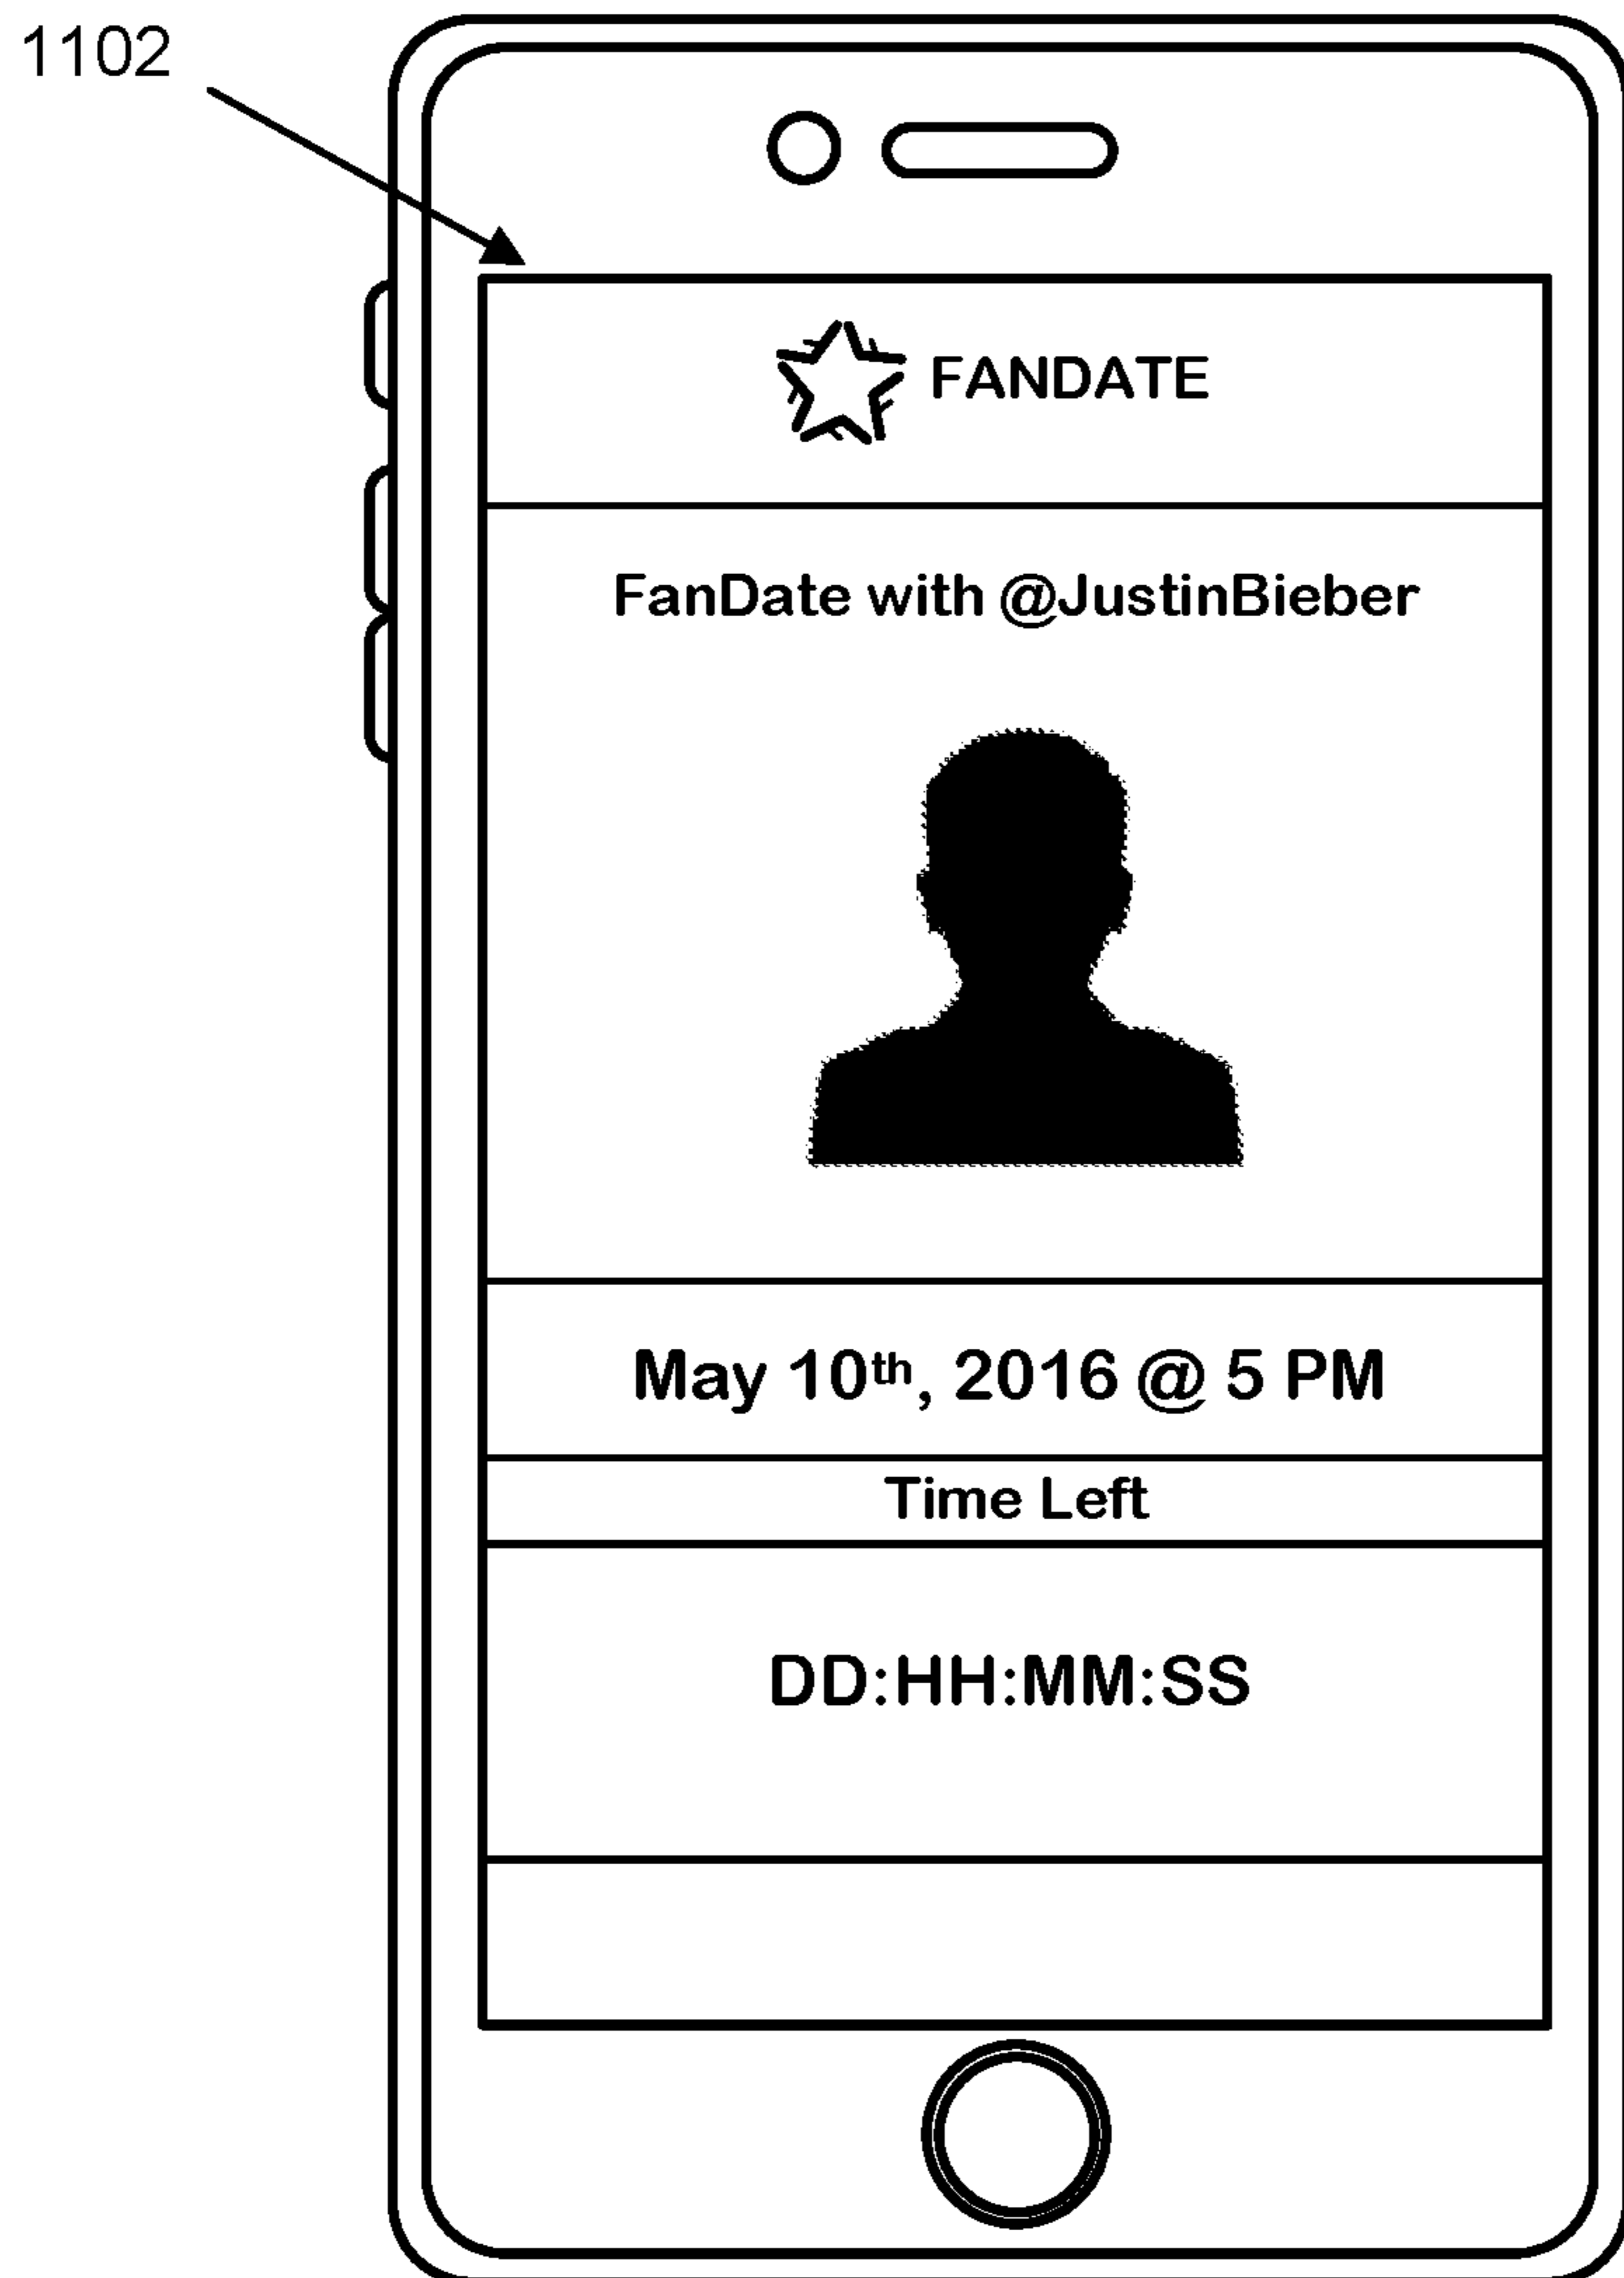 1102
FANDATE
FanDate with @JustinBieber
May 10th, 2016 @ 5 PM
Time Left
DD:HH:MM:SS